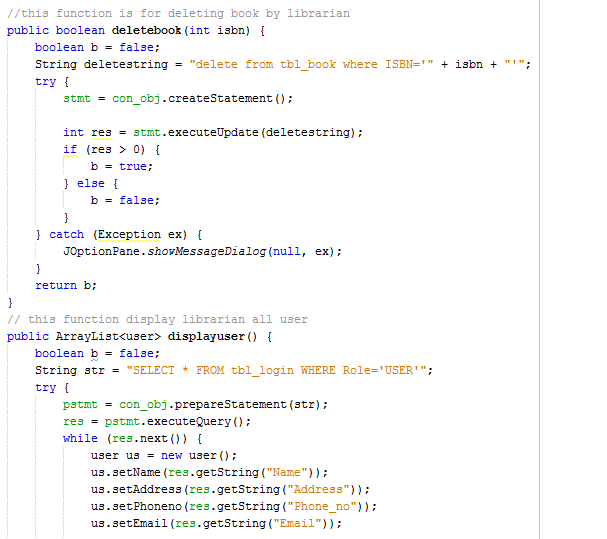 //this function is for deleting book by librarian
public boolean deletebook(int isbn) {
    boolean b = false;
    String deletestring = "delete from tbl_book where ISBN='" + isbn + "'";
    try {
        stmt = con_obj.createStatement();

        int res = stmt.executeUpdate(deletestring);
        if (res > 0) {
            b = true;
        } else {
            b = false;
        }
    } catch (Exception ex) {
        JOptionPane.showMessageDialog(null, ex);
    }
    return b;
}
// this function display librarian all user
public ArrayList<user> displayuser() {
    boolean b = false;
    String str = "SELECT * FROM tbl_login WHERE Role='USER'";
    try {
        pstmt = con_obj.prepareStatement(str);
        res = pstmt.executeQuery();
        while (res.next()) {
            user us = new user();
            us.setName(res.getString("Name"));
            us.setAddress(res.getString("Address"));
            us.setPhoneno(res.getString("Phone_no"));
            us.setEmail(res.getString("Email"));